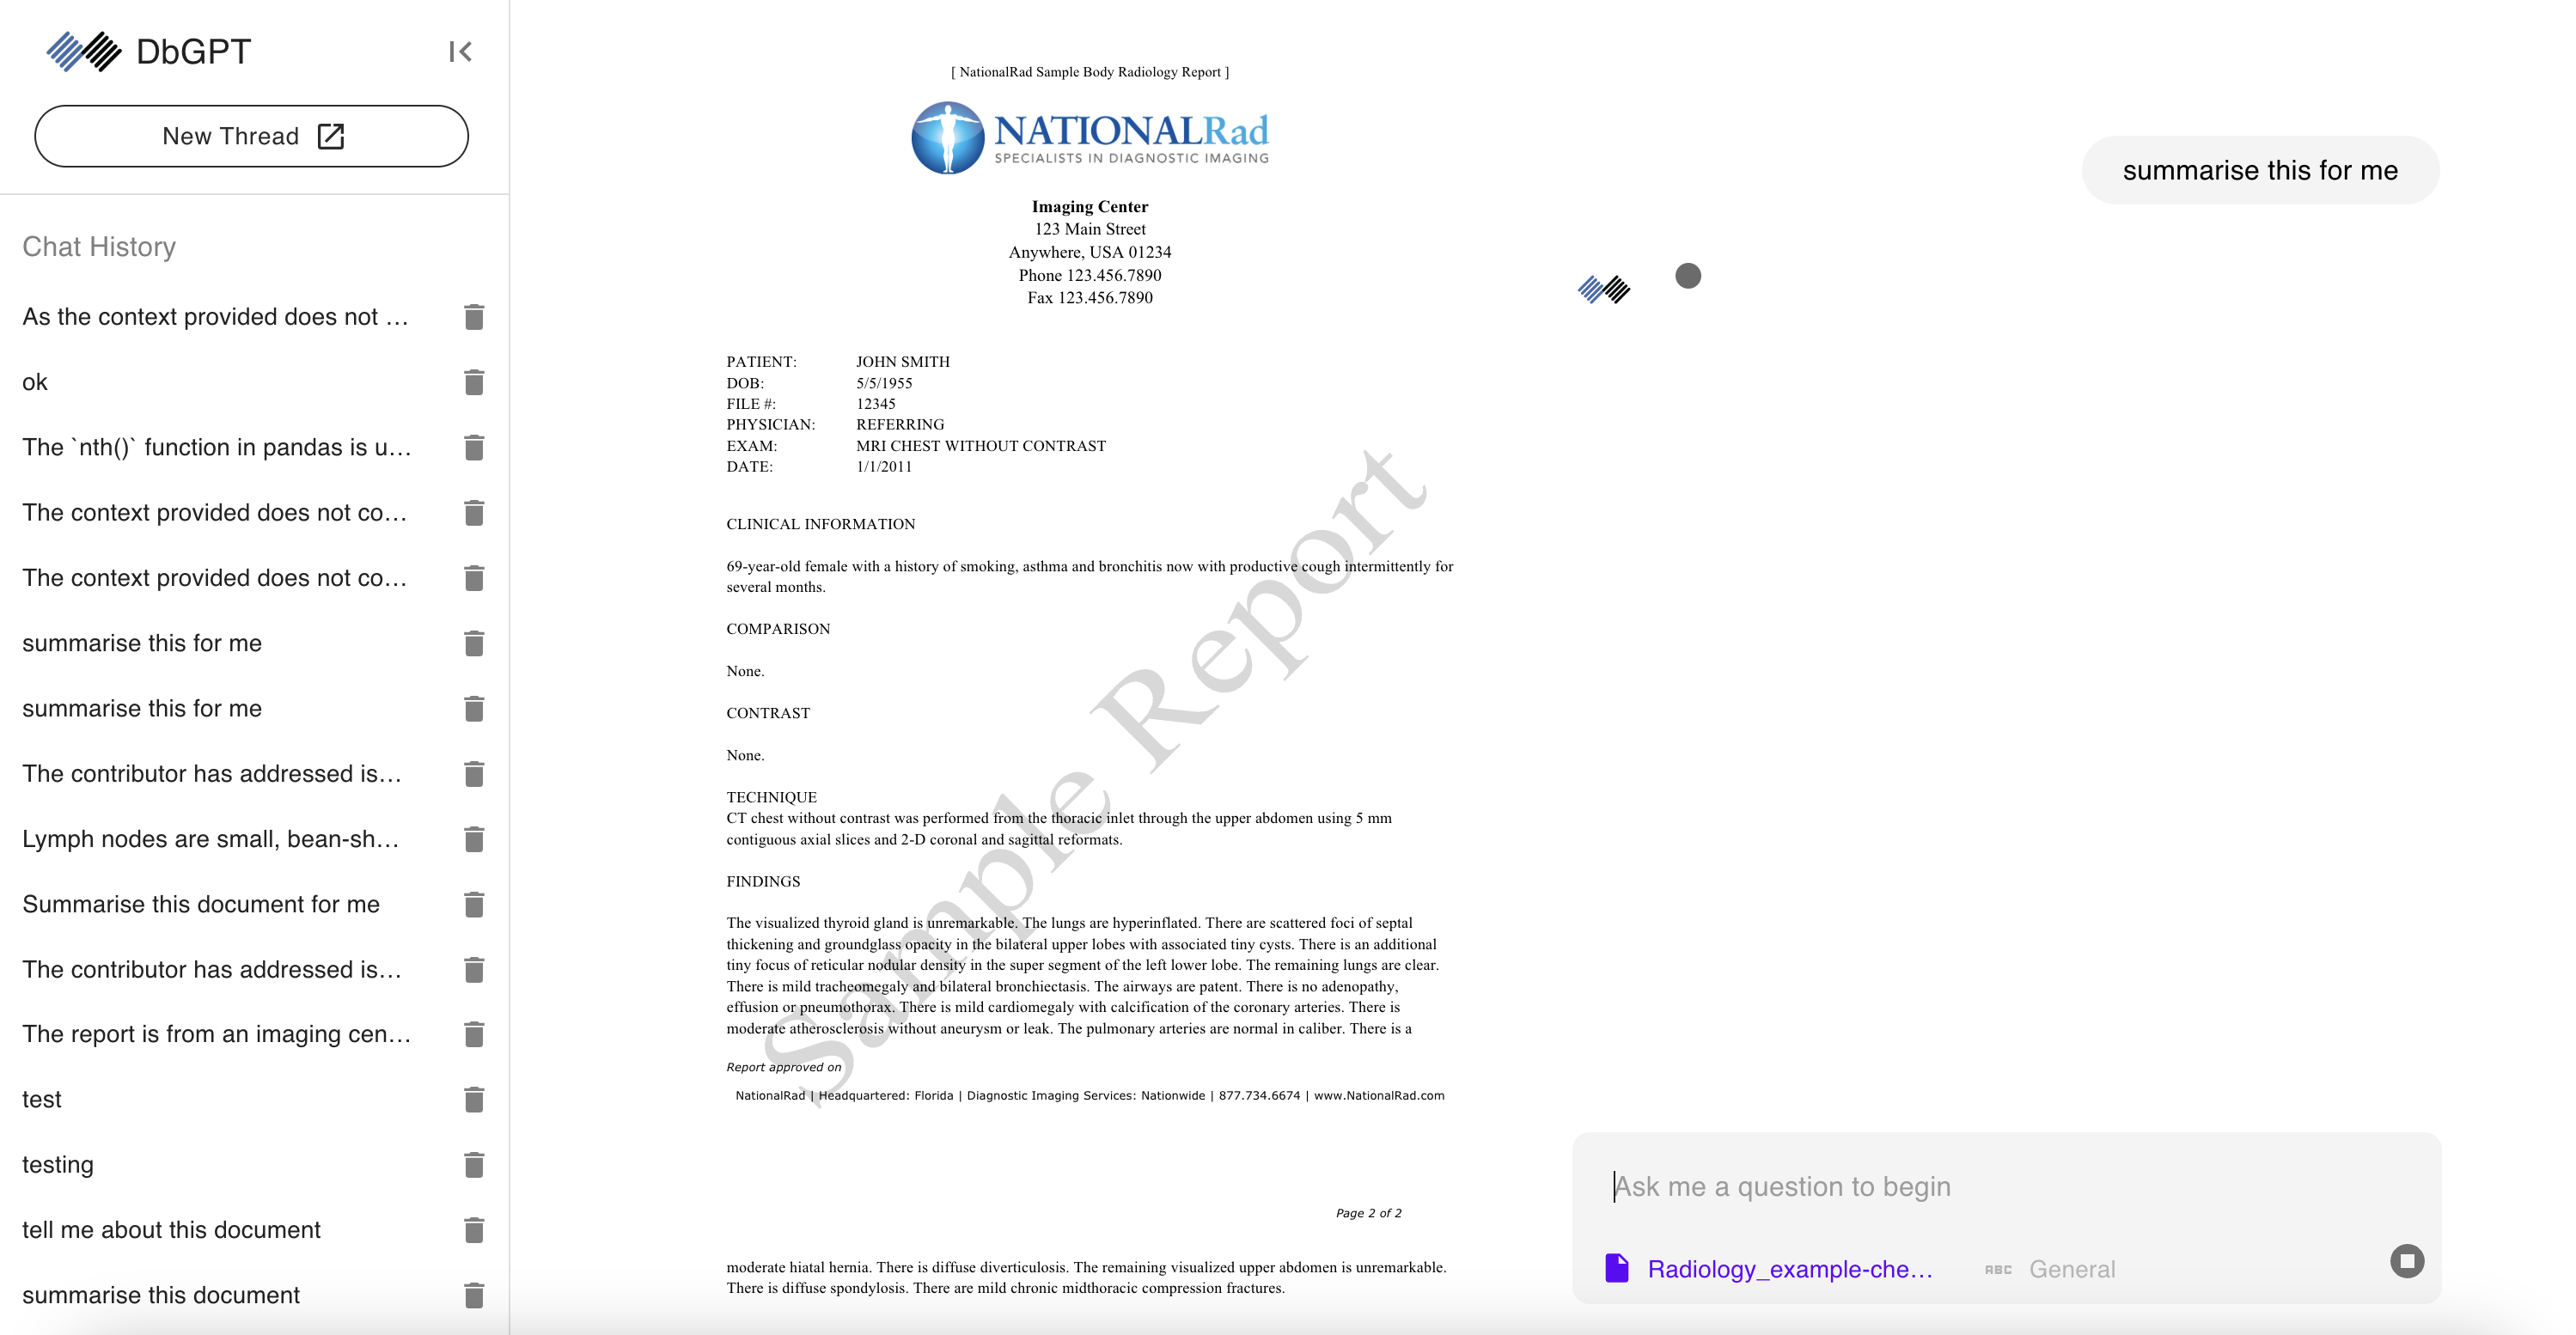 DbGPT
New Thread
Chat History
As the context provided does not ...
ok
The `nth()` function in pandas is u...
The context provided does not co...
The context provided does not co...
summarise this for me
summarise this for me
The contributor has addressed is...
Lymph nodes are small, bean-sh...
Summarise this document for me
The contributor has addressed is...
The report is from an imaging cen...
test
testing
tell me about this document
summarise this document
[ NationalRad Sample Body Radiology Report ]
NATIONALRad
SPECIALISTS IN DIAGNOSTIC IMAGING
Imaging Center
123 Main Street
Anywhere, USA 01234
Phone 123.456.7890
Fax 123.456.7890
PATIENT: JOHN SMITH
DOB: 5/5/1955
FILE #: 12345
PHYSICIAN: REFERRING
EXAM: MRI CHEST WITHOUT CONTRAST
DATE: 1/1/2011
CLINICAL INFORMATION
69-year-old female with a history of smoking, asthma and bronchitis now with productive cough intermittently for
several months.
COMPARISON
None.
CONTRAST
None.
TECHNIQUE
CT chest without contrast was performed from the thoracic inlet through the upper abdomen using 5 mm
contiguous axial slices and 2-D coronal and sagittal reformats.
FINDINGS
The visualized thyroid gland is unremarkable. The lungs are hyperinflated. There are scattered foci of septal
thickening and groundglass opacity in the bilateral upper lobes with associated tiny cysts. There is an additional
tiny focus of reticular nodular density in the super segment of the left lower lobe. The remaining lungs are clear.
There is mild tracheomegaly and bilateral bronchiectasis. The airways are patent. There is no adenopathy,
effusion or pneumothorax. There is mild cardiomegaly with calcification of the coronary arteries. There is
moderate atherosclerosis without aneurysm or leak. The pulmonary arteries are normal in caliber. There is a
Sample Report
Report approved on
NationalRad | Headquartered: Florida | Diagnostic Imaging Services: Nationwide | 877.734.6674 | www.NationalRad.com
Page 2 of 2
moderate hiatal hernia. There is diffuse diverticulosis. The remaining visualized upper abdomen is unremarkable.
There is diffuse spondylosis. There are mild chronic midthoracic compression fractures.
summarise this for me
Ask me a question to begin
Radiology_example-che...
ABC General